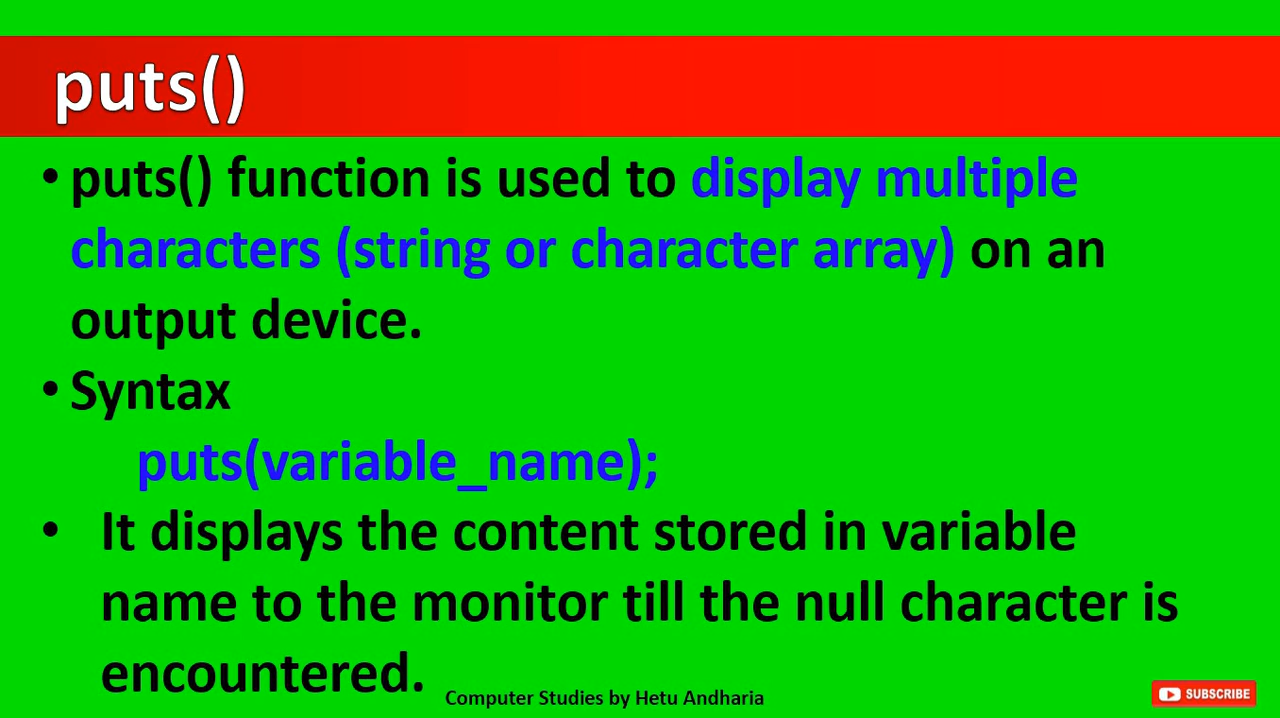 puts()
• puts() function is used to display multiple
characters (string or character array) on an
output device.
• Syntax
puts(variable_name);
• It displays the content stored in variable
name to the monitor till the null character is
encountered.
Computer Studies by Hetu Andharia
SUBSCRIBE